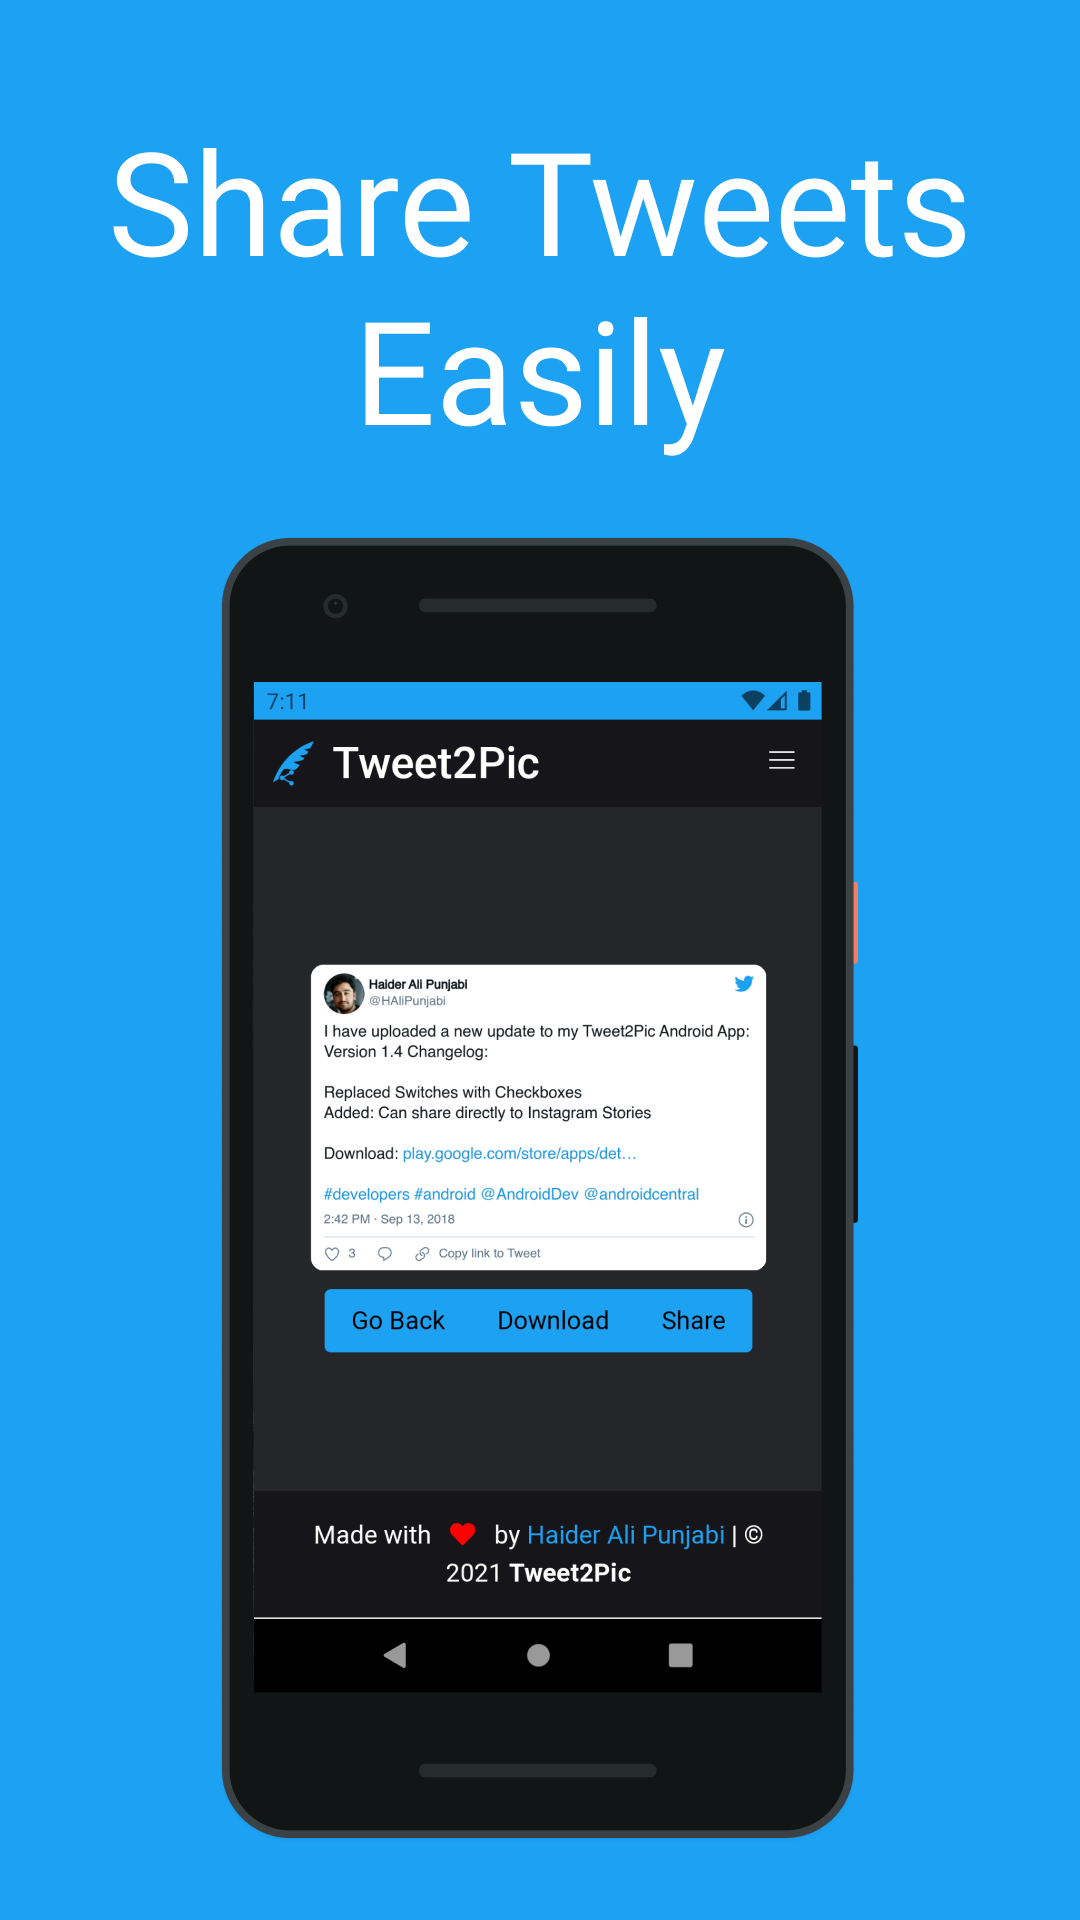 Share Tweets
Easily
7:11
Tweet2Pic
Haider Ali Punjabi
@HAliPunjabi
I have uploaded a new update to my Tweet2Pic Android App:
Version 1.4 Changelog:
Replaced Switches with Checkboxes
Added: Can share directly to Instagram Stories
Download: play.google.com/store/apps/det…
#developers #android @AndroidDev @androidcentral
2:42 PM · Sep 13, 2018
3 Copy link to Tweet
Go Back Download Share
Made with ❤ by Haider Ali Punjabi | ©
2021 Tweet2Pic